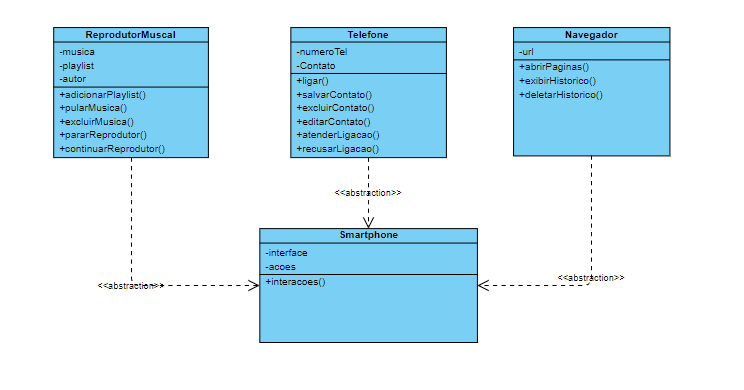 ReprodutorMuscal
-musica
-playlist
-autor
+adicionarPlaylist()
+pularMusica()
+excluirMusica()
+pararReprodutor()
+continuarReprodutor()
Telefone
-numeroTel
-Contato
+ligar()
+salvarContato()
+excluirContato()
+editarContato()
+atenderLigacao()
+recusarLigacao()
Navegador
-url
+abrirPaginas()
+exibirHistorico()
+deletarHistorico()
<<abstraction>>
Smartphone
-interface
-acoes
+interacoes()
<<abstraction>>
<<abstraction>>